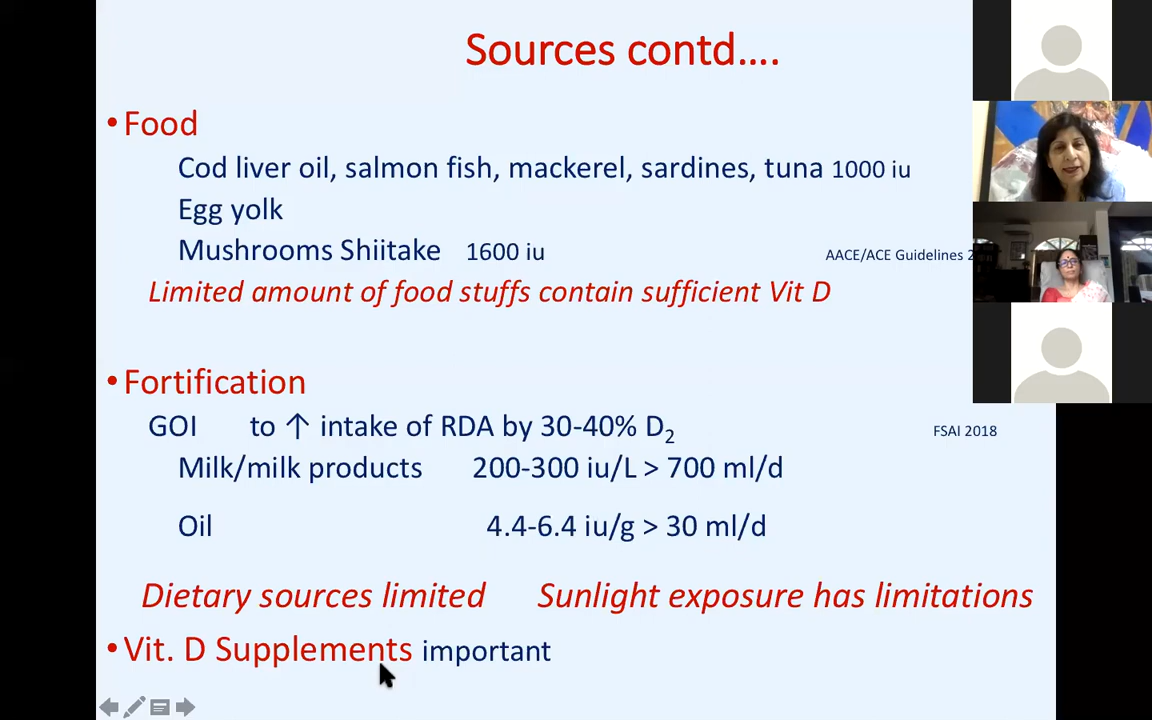 Sources contd….
•Food
Cod liver oil, salmon fish, mackerel, sardines, tuna 1000 iu
Egg yolk
Mushrooms Shiitake 1600 iu
AACE/ACE Guidelines 2
Limited amount of food stuffs contain sufficient Vit D
•Fortification
GOI to ↑ intake of RDA by 30-40% D₂
FSAI 2018
Milk/milk products 200-300 iu/L > 700 ml/d
Oil 4.4-6.4 iu/g > 30 ml/d
Dietary sources limited Sunlight exposure has limitations
•Vit. D Supplements important